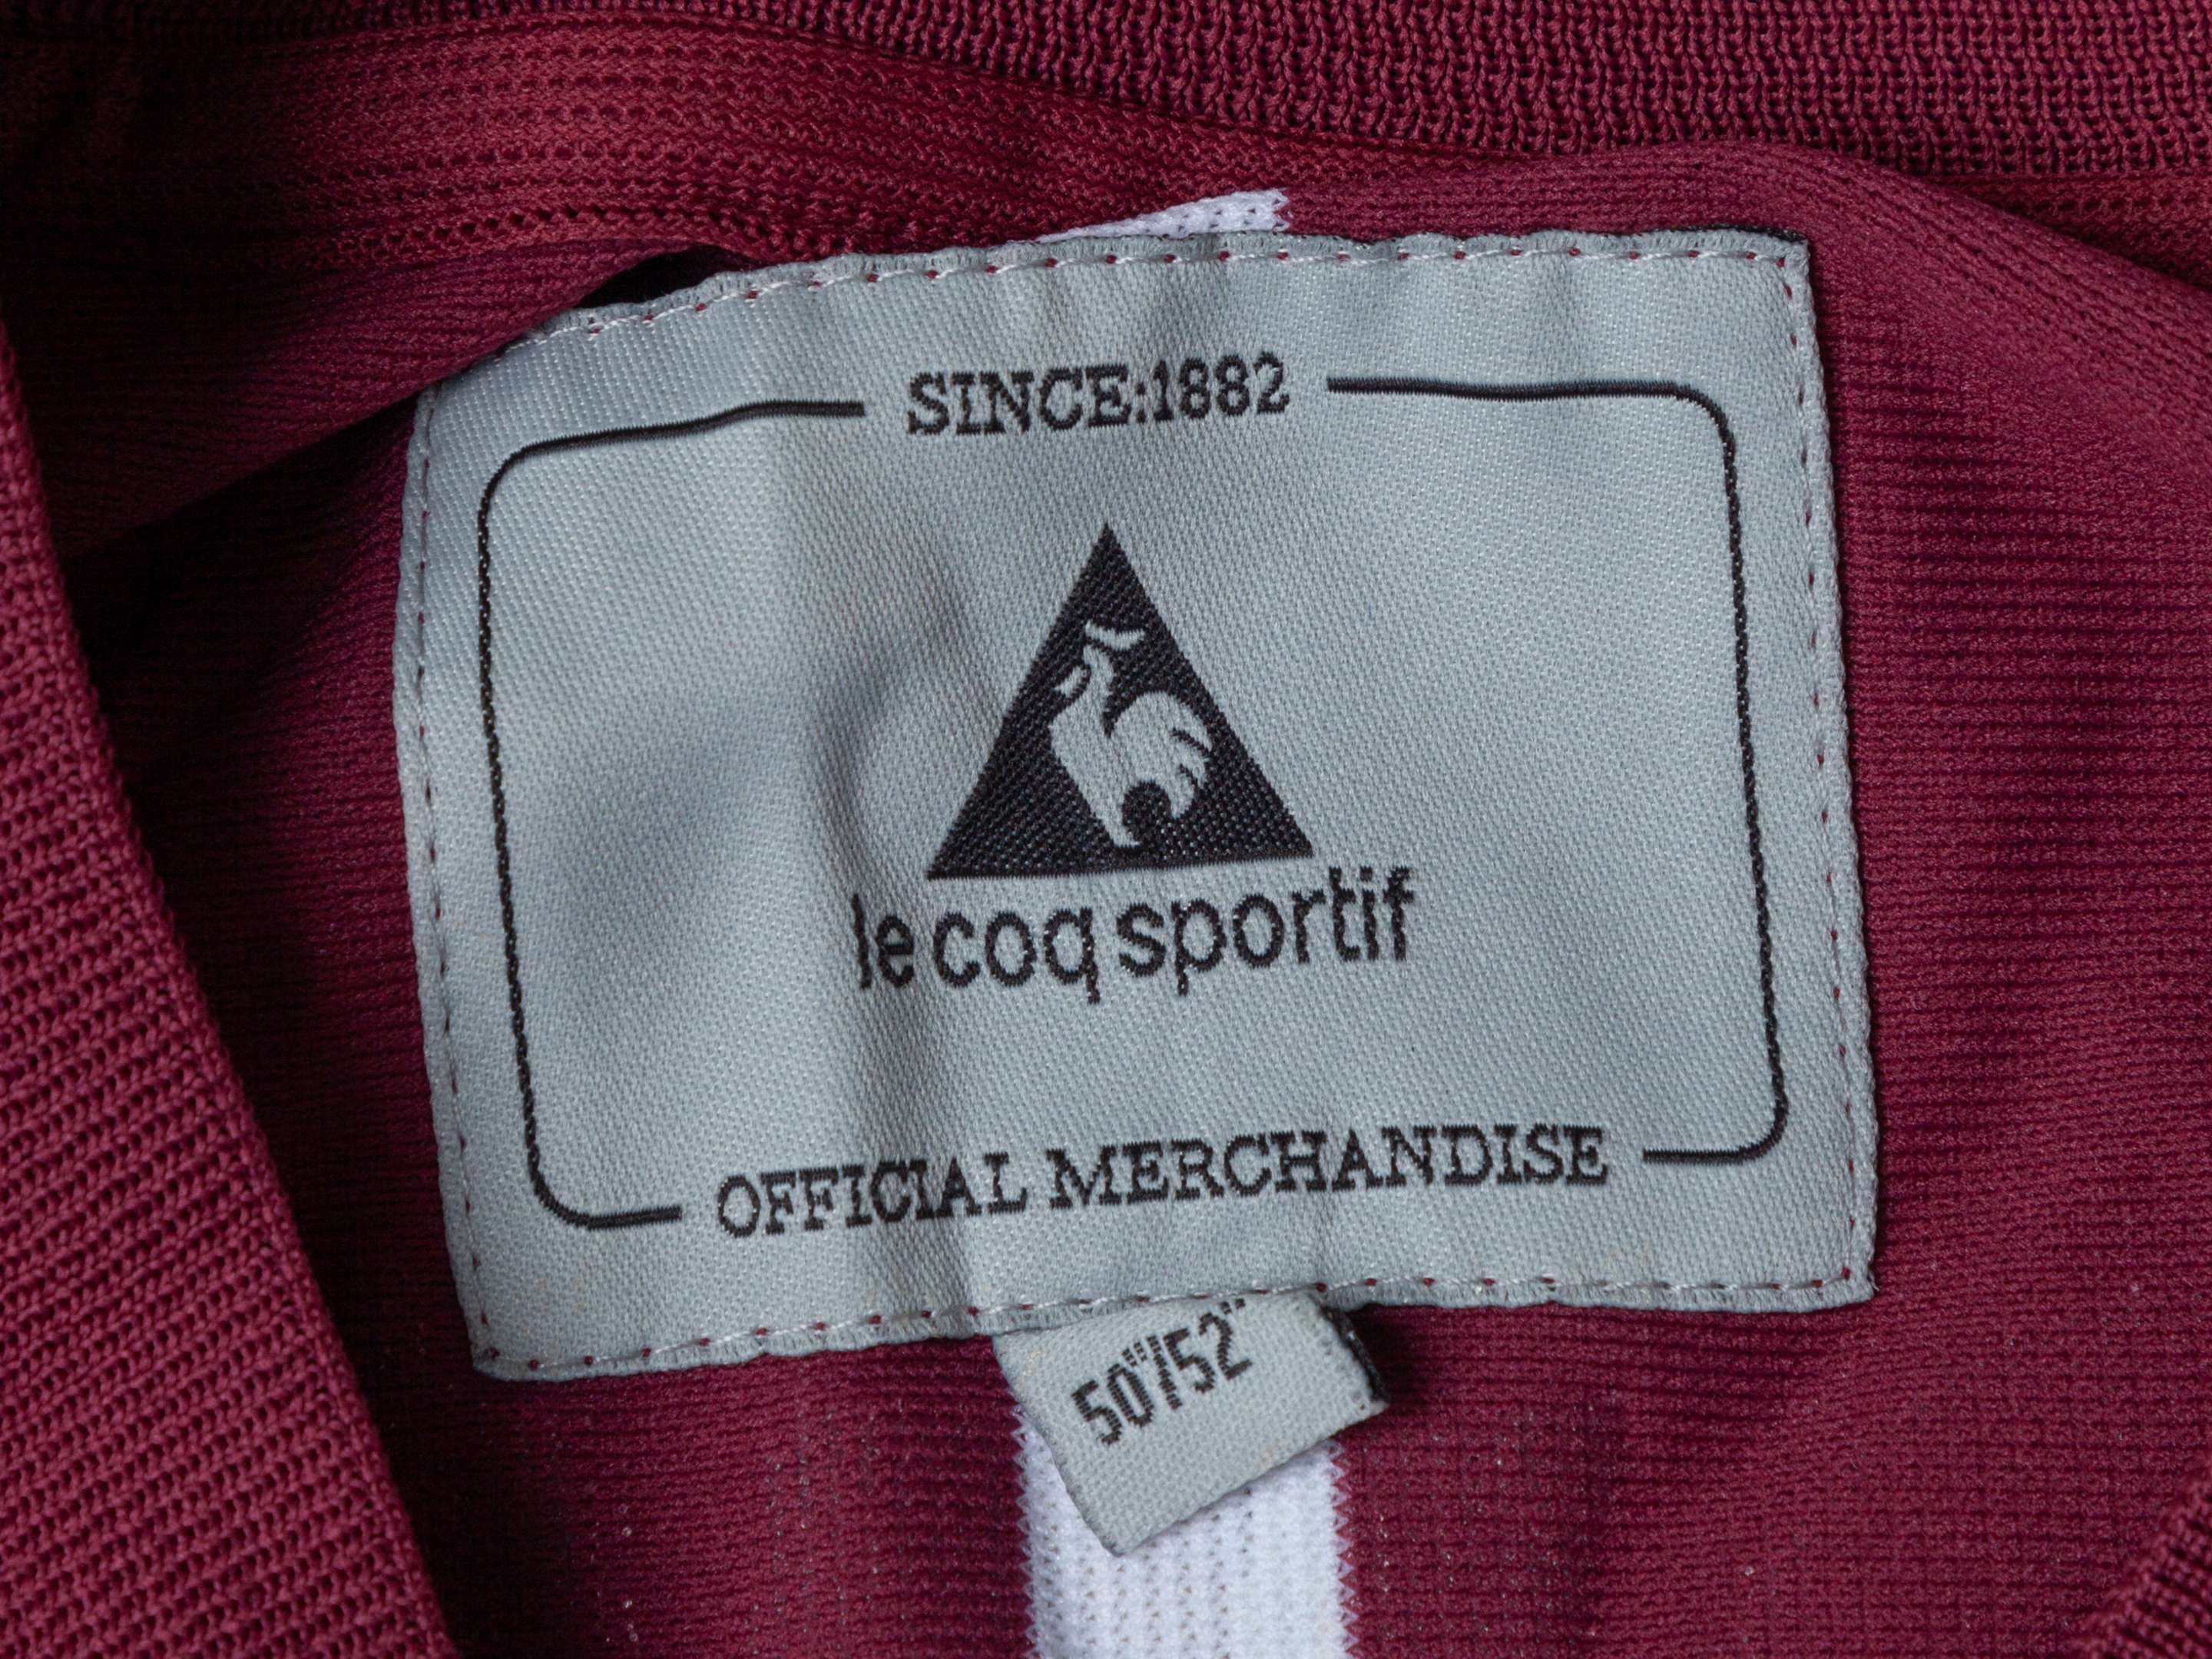 SINCE:1882
le coq sportif
OFFICIAL MERCHANDISE
50"/52"